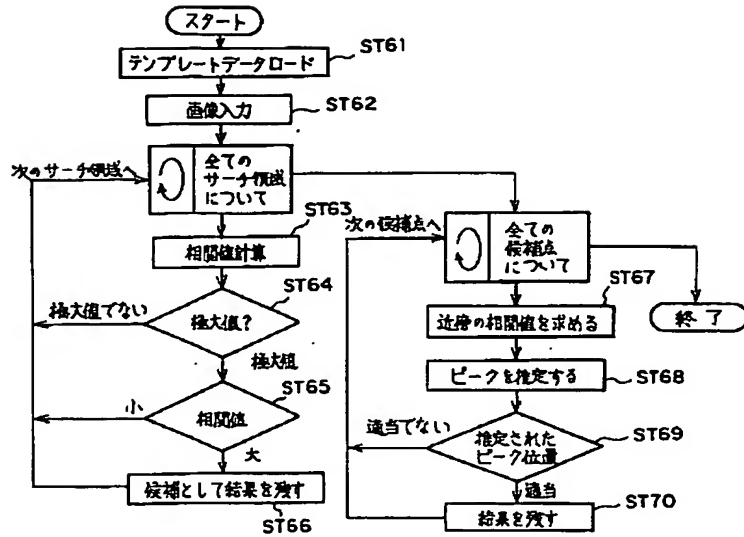 スタート
ST61
テンプレートデータロード
ST62
画像入力
次のサーチ領域へ
全ての
サーチ領域
について
ST63
相関値計算
ST64
極大値でない
極大値?
極大値
ST65
小
相関値
大
候補として結果を残す
ST66
次の候補点へ
全ての
候補点
について
ST67
終了
近傍の相関値を求める
ピークを推定する
ST68
適当でない
推定された
ピーク位置
ST69
適当
ST70
結果を残す